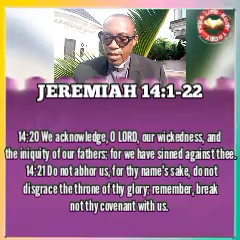 JEREMIAH 14:1-22
14:20 We acknowledge, O LORD, our wickedness, and
the iniquity of our fathers; for we have sinned against thee.
14:21 Do not abhor us, for thy name's sake, do not
disgrace the throne of thy glory; remember, break
not thy covenant with us.